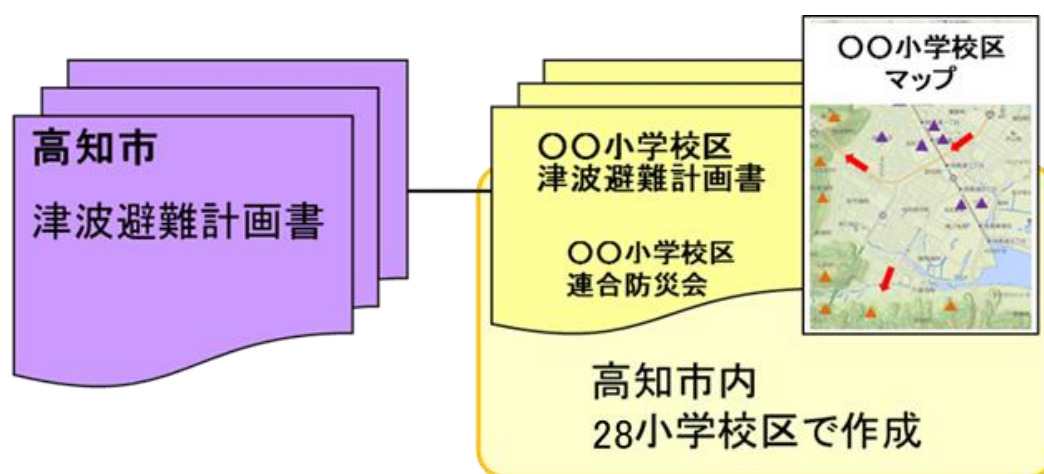 高知市
津波避難計画書
〇〇小学校区
津波避難計画書
〇〇小学校区
連合防災会
〇〇小学校区
マップ
高知市内
28小学校区で作成